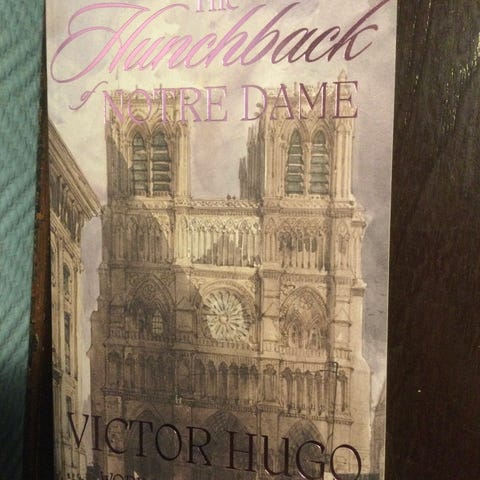 The
Hunchback
of NOTRE DAME
VICTOR HUGO